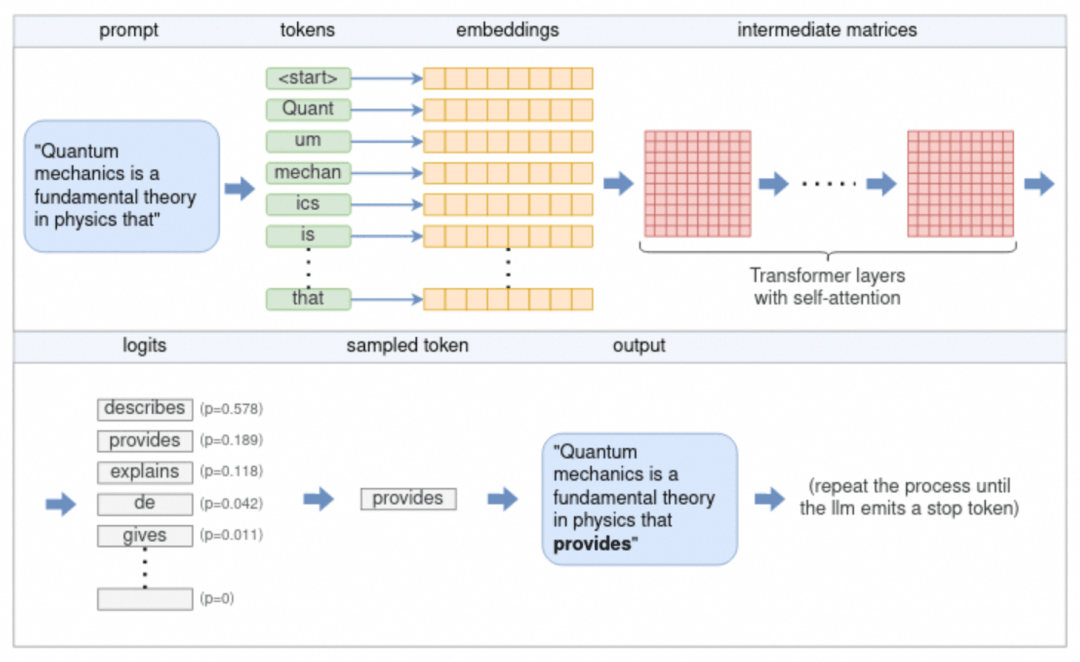 prompt
tokens
embeddings
intermediate matrices
"Quantum
mechanics is a
fundamental theory
in physics that"
<start>
Quant
um
mechan
ics
is
that
Transformer layers
with self-attention
logits
sampled token
output
describes (p=0.578)
provides (p=0.189)
explains (p=0.118)
de (p=0.042)
gives (p=0.011)
(p=0)
provides
"Quantum
mechanics is a
fundamental theory
in physics that
provides"
(repeat the process until
the llm emits a stop token)